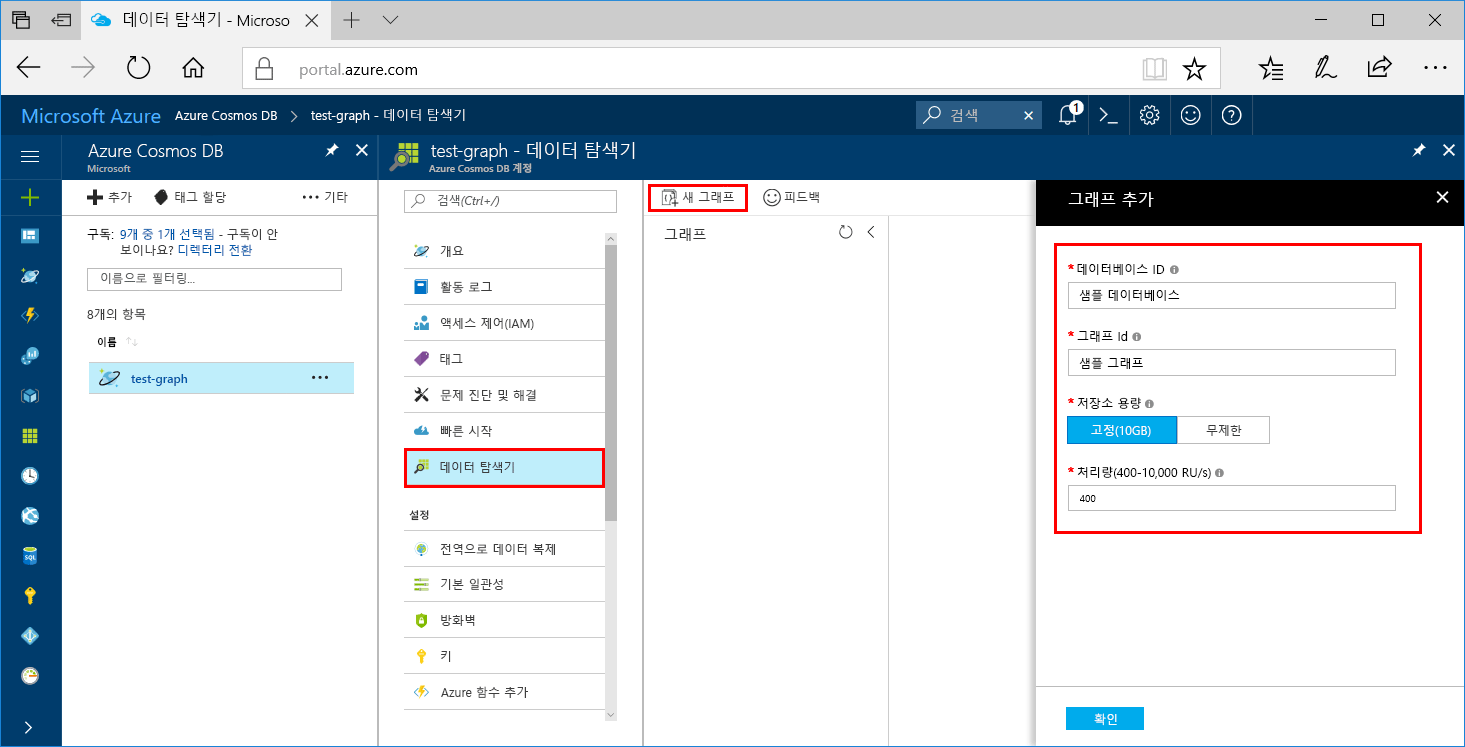 데이터 탐색기 - Microso
portal.azure.com
Microsoft Azure
Azure Cosmos DB
test-graph - 데이터 탐색기
검색
1
Azure Cosmos DB
Microsoft
추가
태그 할당
기타
구독: 9개 중 1개 선택됨 - 구독이 안
보이나요? 디렉터리 전환
이름으로 필터링...
8개의 항목
이름
test-graph
test-graph - 데이터 탐색기
Azure Cosmos DB 계정
검색(Ctrl+/)
개요
활동 로그
액세스 제어(IAM)
태그
문제 진단 및 해결
빠른 시작
데이터 탐색기
설정
전역으로 데이터 복제
기본 일관성
방화벽
키
Azure 함수 추가
새 그래프
피드백
그래프
그래프 추가
* 데이터베이스 ID
샘플 데이터베이스
* 그래프 Id
샘플 그래프
* 저장소 용량
고정(10GB)
무제한
* 처리량(400-10,000 RU/s)
400
확인
SQL